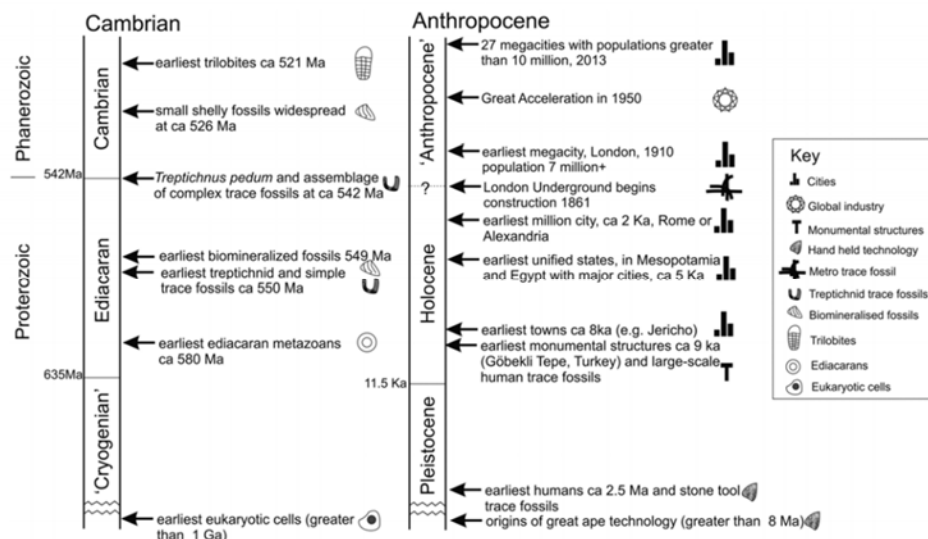 Cambrian
Phanerozoic
Proterozoic
542Ma
635Ma
Cambrian
Ediacaran
'Cryogenian'
earliest trilobites ca 521 Ma
small shelly fossils widespread
at ca 526 Ma
Treptichnus pedum and assemblage
of complex trace fossils at ca 542 Ma
earliest biomineralized fossils 549 Ma
earliest treptichnid and simple
trace fossils ca 550 Ma
earliest ediacaran metazoans
ca 580 Ma
earliest eukaryotic cells (greater
than 1 Ga)
Anthropocene
'Anthropocene'
?
Holocene
11.5 Ka
Pleistocene
27 megacities with populations greater
than 10 million, 2013
Great Acceleration in 1950
earliest megacity, London, 1910
population 7 million+
London Underground begins
construction 1861
earliest million city, ca 2 Ka, Rome or
Alexandria
earliest unified states, in Mesopotamia
and Egypt with major cities, ca 5 Ka
earliest towns ca 8ka (e.g. Jericho)
earliest monumental structures ca 9 ka
(Göbekli Tepe, Turkey) and large-scale
human trace fossils
earliest humans ca 2.5 Ma and stone tool
trace fossils
origins of great ape technology (greater than 8 Ma)
Key
Cities
Global industry
Monumental structures
Hand held technology
Metro trace fossil
Treptichnid trace fossils
Biomineralised fossils
Trilobites
Ediacarans
Eukaryotic cells